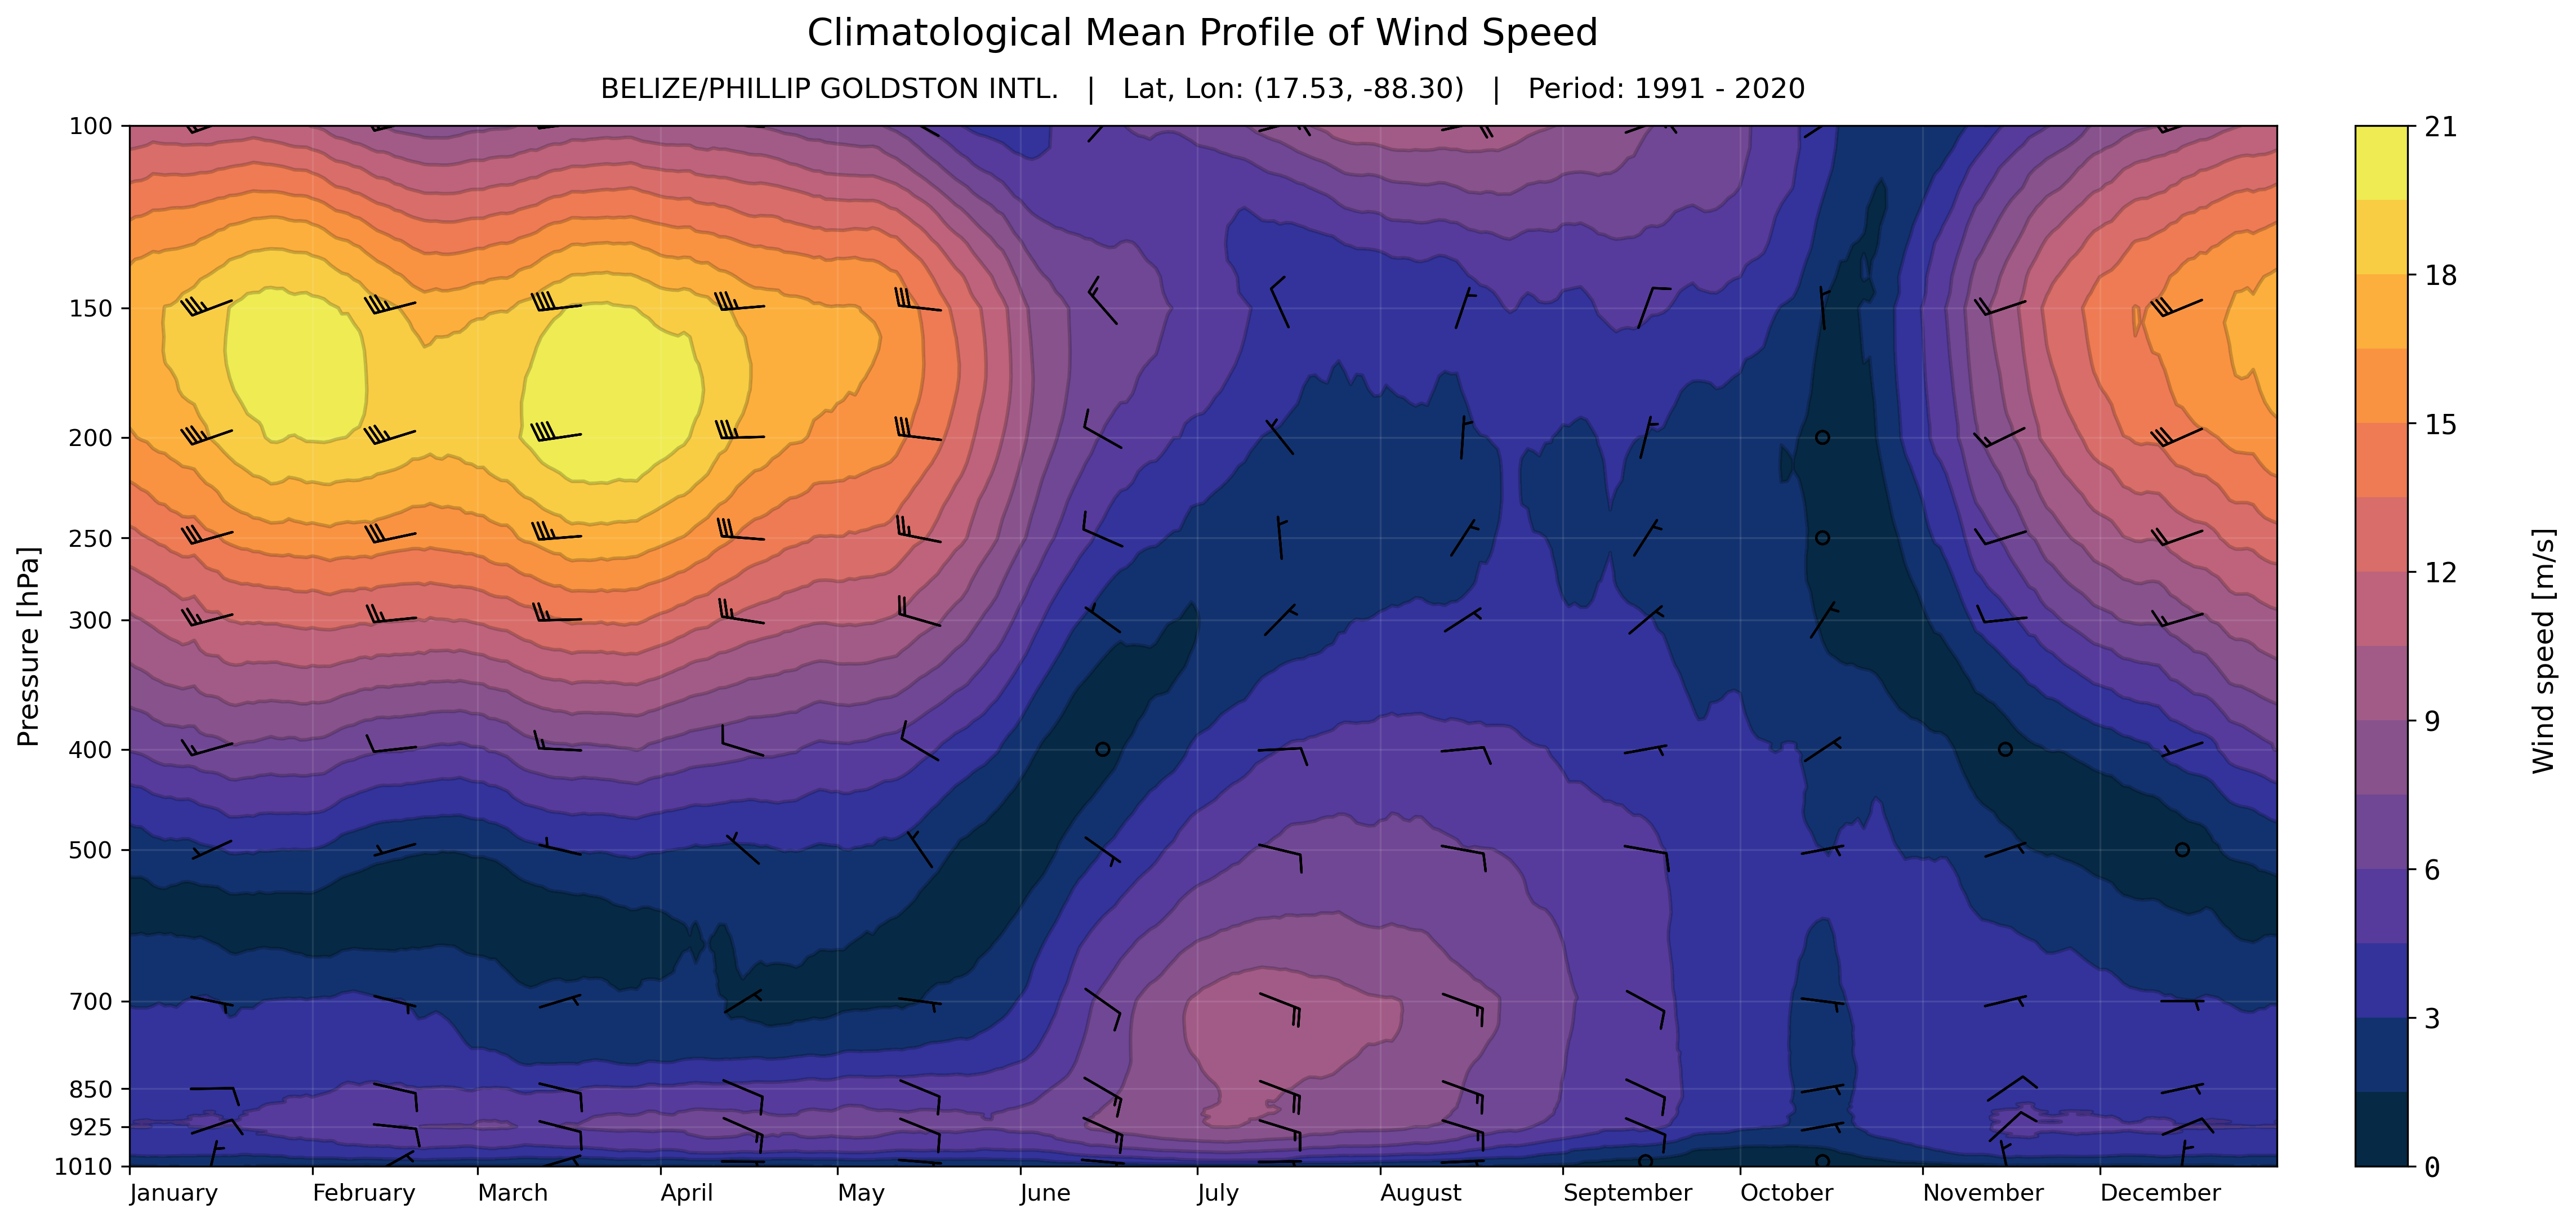 Climatological Mean Profile of Wind Speed
BELIZE/PHILLIP GOLDSTON INTL.   |   Lat, Lon: (17.53, -88.30)   |   Period: 1991 - 2020
Pressure [hPa]
100
150
200
250
300
400
500
700
850
925
1010
January
February
March
April
May
June
July
August
September
October
November
December
21
18
15
12
9
6
3
0
Wind speed [m/s]